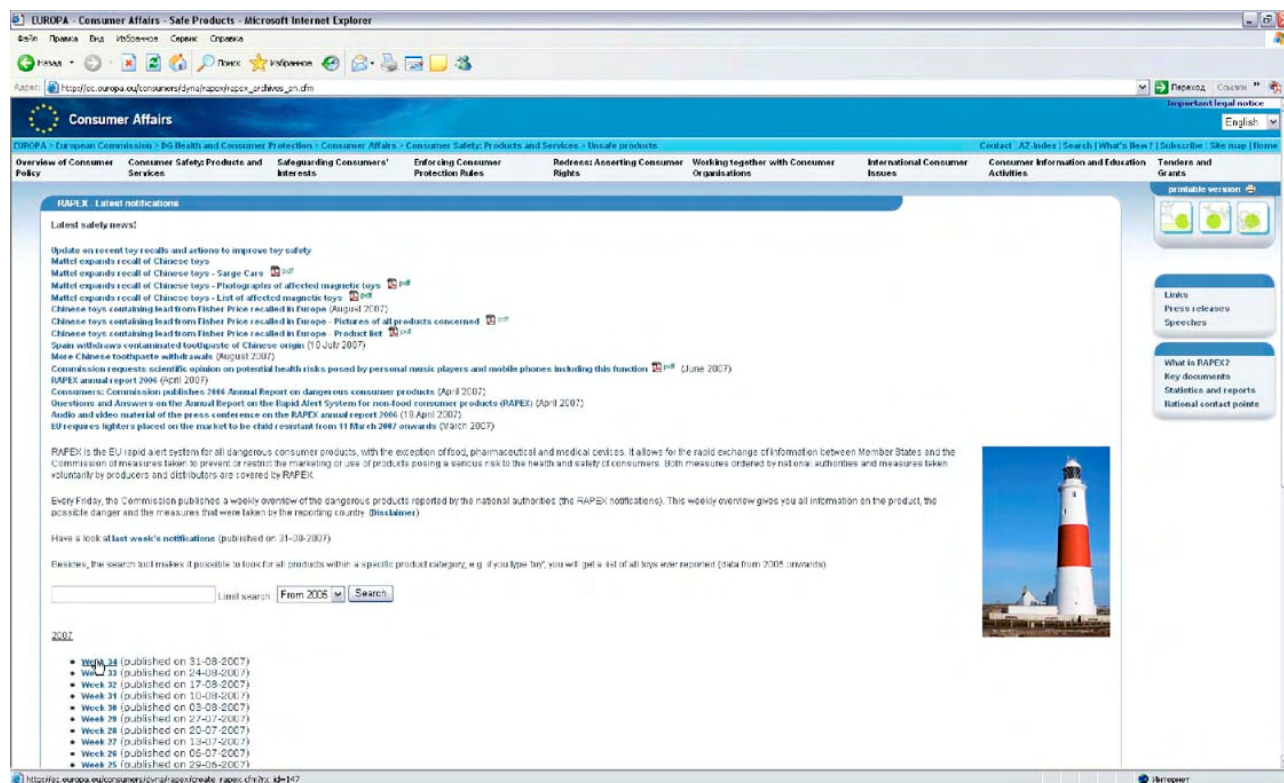 EUROPA - Consumer Affairs - Safe Products - Microsoft Internet Explorer
Файл Правка Вид Избранное Сервис Справка
Назад Поиск Избранное
Адрес: http://ec.europa.eu/consumers/dyna/rapex/rapex_archives_en.cfm Переход Ссылки
Important legal notice
Consumer Affairs English
EUROPA > European Commission > DG Health and Consumer Protection > Consumer Affairs > Consumer Safety: Products and Services > Unsafe products Contact | AZ-Index | Search | What's New? | Subscribe | Site map | Home
Overview of Consumer Policy
Consumer Safety: Products and Services
Safeguarding Consumers' Interests
Enforcing Consumer Protection Rules
Redress: Asserting Consumer Rights
Working together with Consumer Organisations
International Consumer Issues
Consumer Information and Education Activities
Tenders and Grants
printable version
RAPEX Latest notifications
Latest safety news!
Update on recent toy recalls and actions to improve toy safety
Mattel expands recall of Chinese toys
Mattel expands recall of Chinese toys - Sarge Cars pdf
Mattel expands recall of Chinese toys - Photographs of affected magnetic toys pdf
Mattel expands recall of Chinese toys - List of affected magnetic toys pdf
Chinese toys containing lead from Fisher Price recalled in Europe (August 2007)
Chinese toys containing lead from Fisher Price recalled in Europe - Pictures of all products concerned pdf
Chinese toys containing lead from Fisher Price recalled in Europe - Product list pdf
Spain withdraws contaminated toothpaste of Chinese origin (10 July 2007)
More Chinese toothpaste withdrawals (August 2007)
Commission requests scientific opinion on potential health risks posed by personal music players and mobile phones including this function pdf (June 2007)
RAPEX annual report 2006 (April 2007)
Consumers: Commission publishes 2006 Annual Report on dangerous consumer products (April 2007)
Questions and Answers on the Annual Report on the Rapid Alert System for non-food consumer products (RAPEX) (April 2007)
Audio and video material of the press conference on the RAPEX annual report 2006 (19 April 2007)
EU requires lighters placed on the market to be child resistant from 11 March 2007 onwards (March 2007)
RAPEX is the EU rapid alert system for all dangerous consumer products, with the exception of food, pharmaceutical and medical devices. It allows for the rapid exchange of information between Member States and the
Commission of measures taken to prevent or restrict the marketing or use of products posing a serious risk to the health and safety of consumers. Both measures ordered by national authorities and measures taken
voluntarily by producers and distributors are covered by RAPEX.
Every Friday, the Commission publishes a weekly overview of the dangerous products reported by the national authorities (the RAPEX notifications). This weekly overview gives you all information on the product, the
possible danger and the measures that were taken by the reporting country. (Disclaimer)
Have a look at last week's notifications (published on 31-08-2007)
Besides, the search tool makes it possible to look for all products within a specific product category, e.g. if you type 'toy', you will get a list of all toys ever reported (data from 2005 onwards)
Limit search From 2005 Search
2007
Week 34 (published on 31-08-2007)
Week 33 (published on 24-08-2007)
Week 32 (published on 17-08-2007)
Week 31 (published on 10-08-2007)
Week 30 (published on 03-08-2007)
Week 29 (published on 27-07-2007)
Week 28 (published on 20-07-2007)
Week 27 (published on 13-07-2007)
Week 26 (published on 06-07-2007)
Week 25 (published on 29-06-2007)
Links
Press releases
Speeches
What is RAPEX?
Key documents
Statistics and reports
National contact points
http://ec.europa.eu/consumers/dyna/rapex/create_rapex.cfm?rx_id=147 Интернет